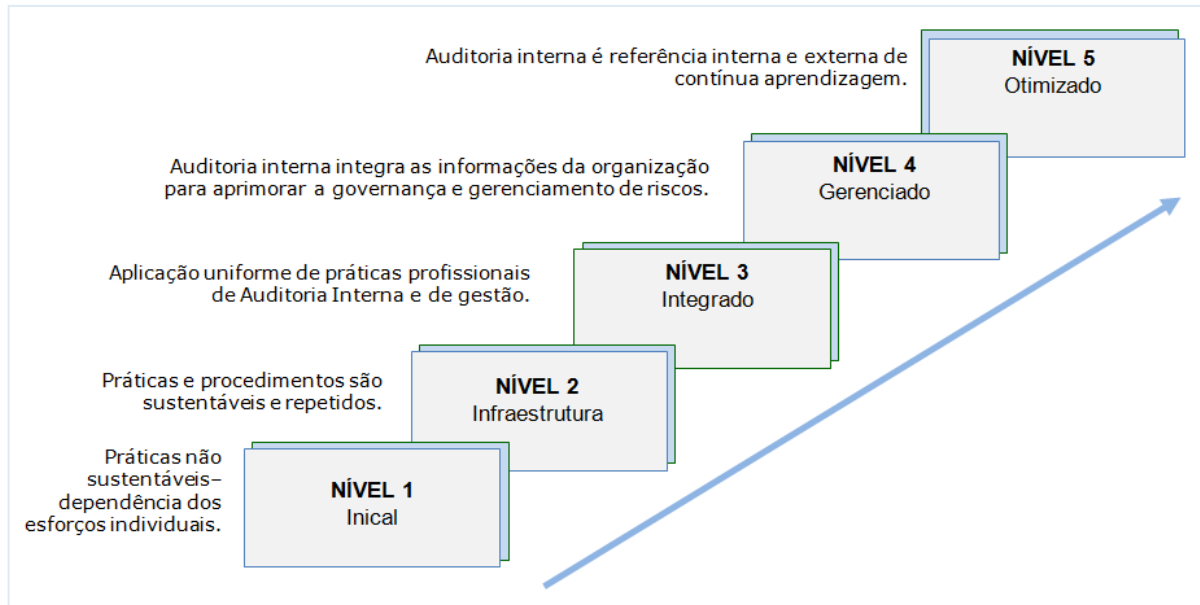 Auditoria interna é referência interna e externa de
contínua aprendizagem.
NÍVEL 5
Otimizado
Auditoria interna integra as informações da organização
para aprimorar a governança e gerenciamento de riscos.
NÍVEL 4
Gerenciado
Aplicação uniforme de práticas profissionais
de Auditoria Interna e de gestão.
NÍVEL 3
Integrado
Práticas e procedimentos são
sustentáveis e repetidos.
NÍVEL 2
Infraestrutura
Práticas não
sustentáveis–
dependência dos
esforços individuais.
NÍVEL 1
Inical